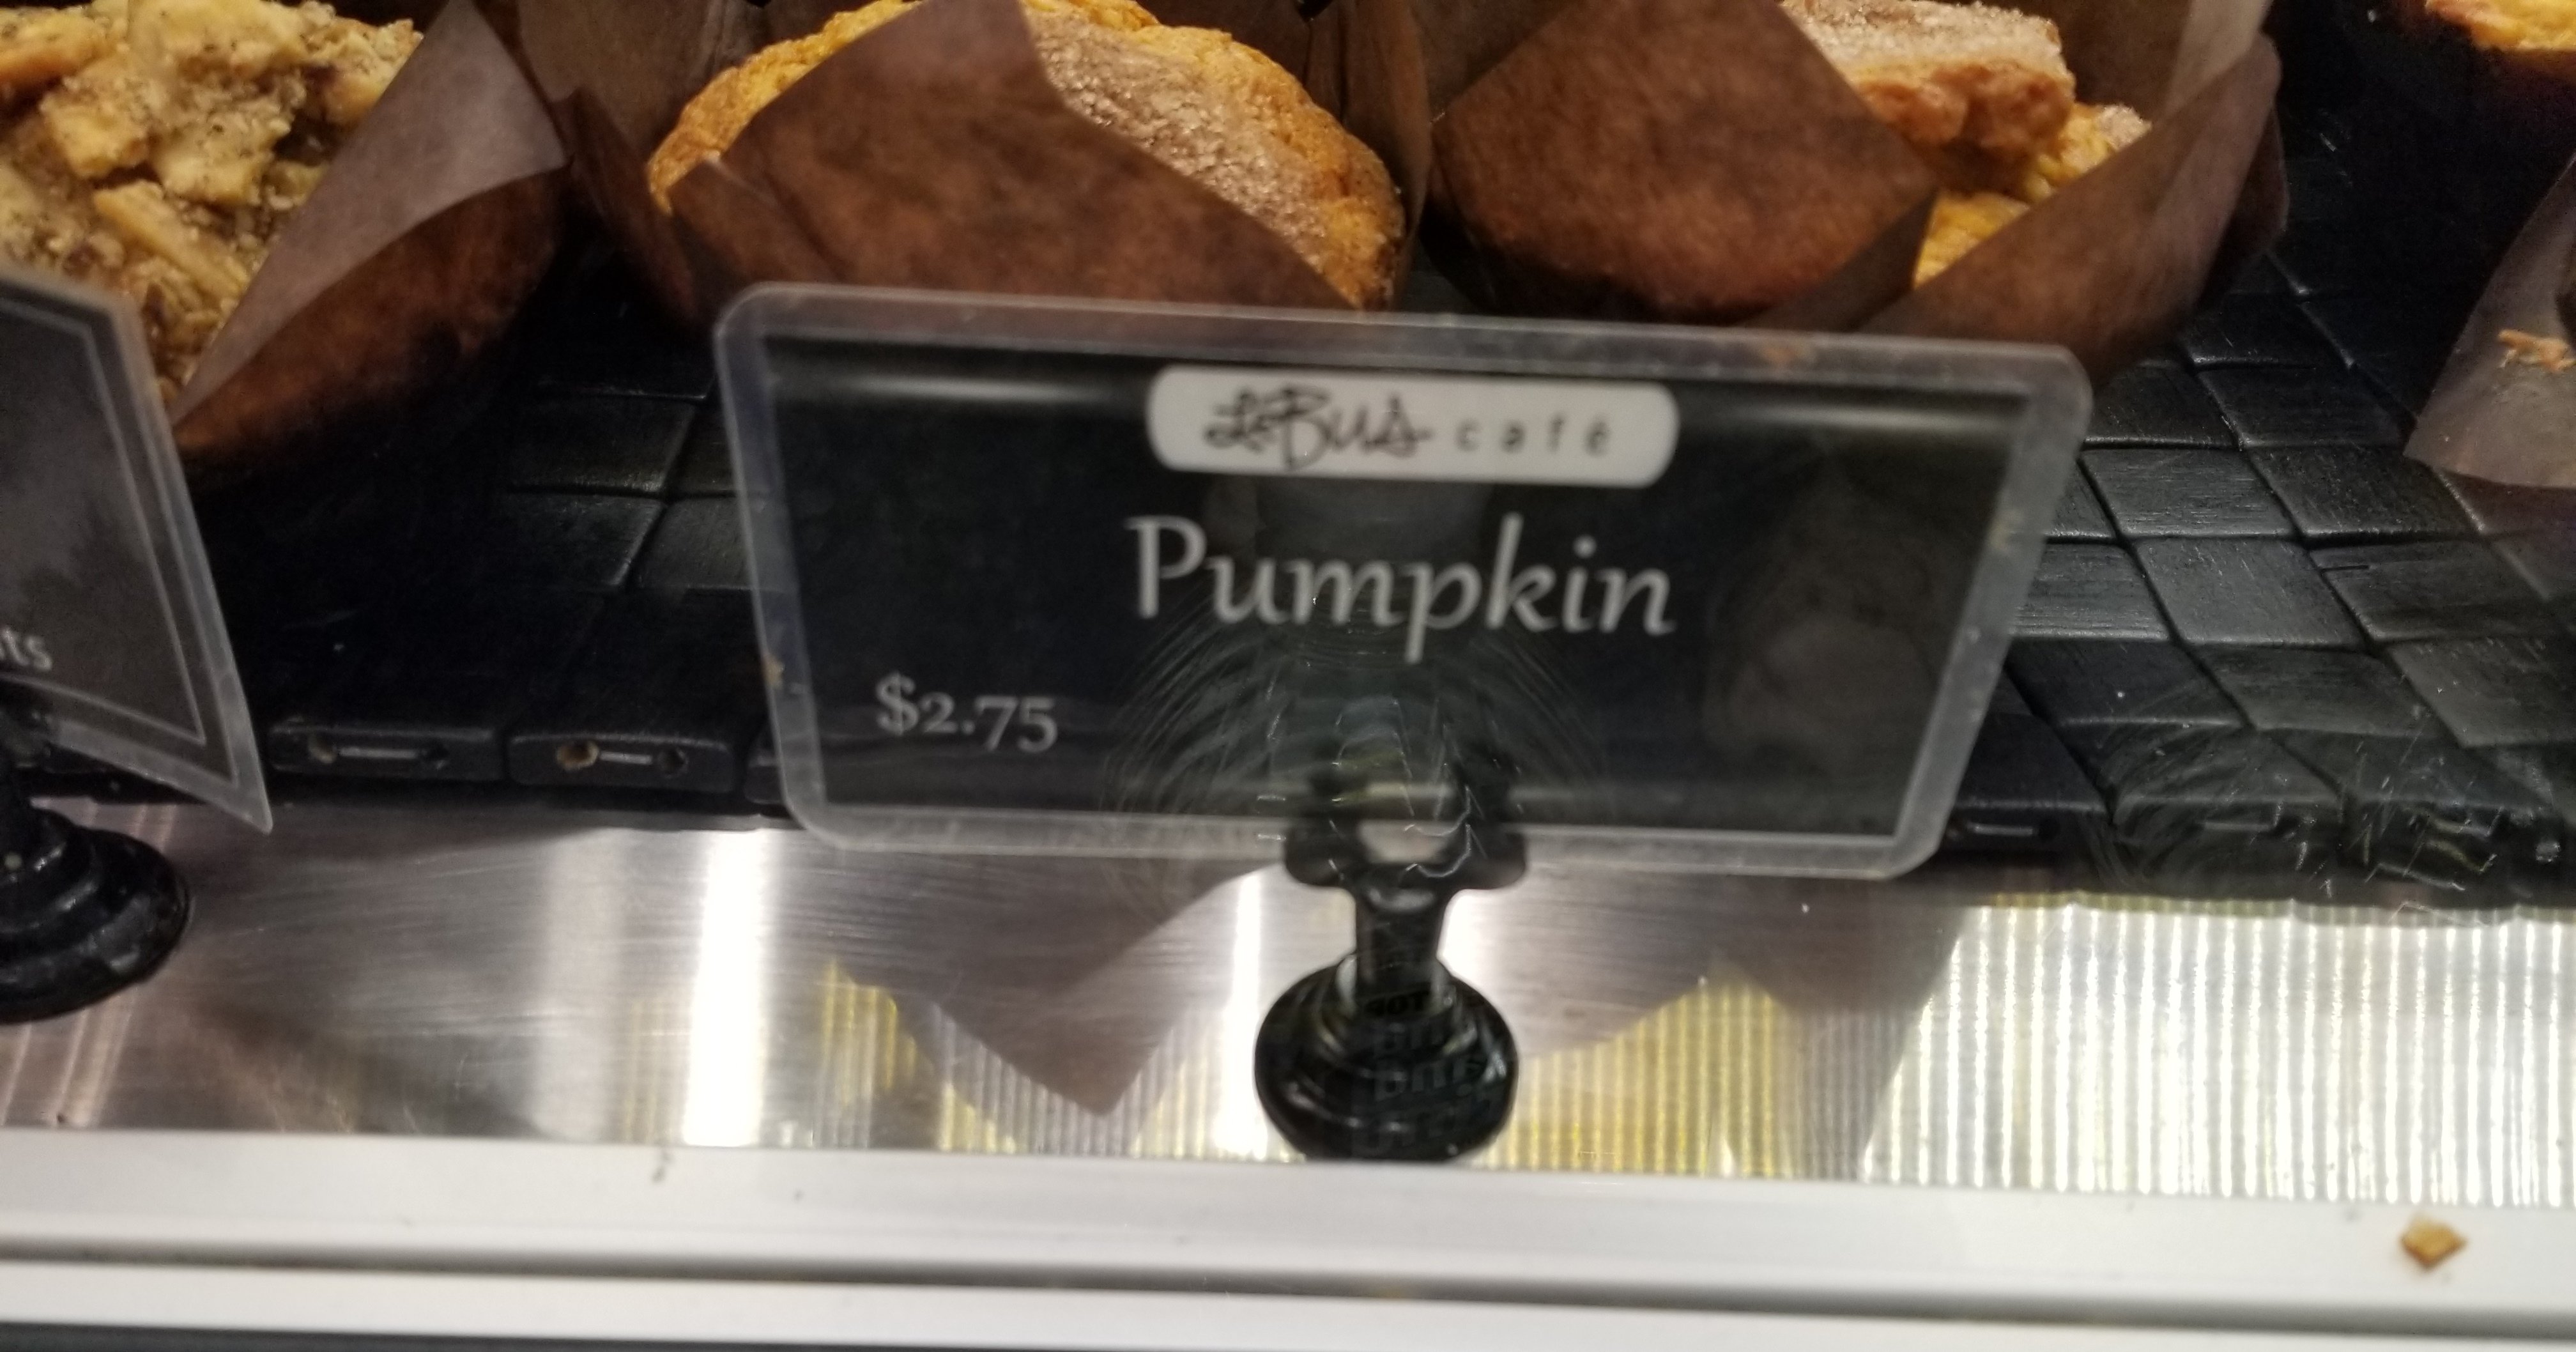 LeBus café
Pumpkin
$2.75